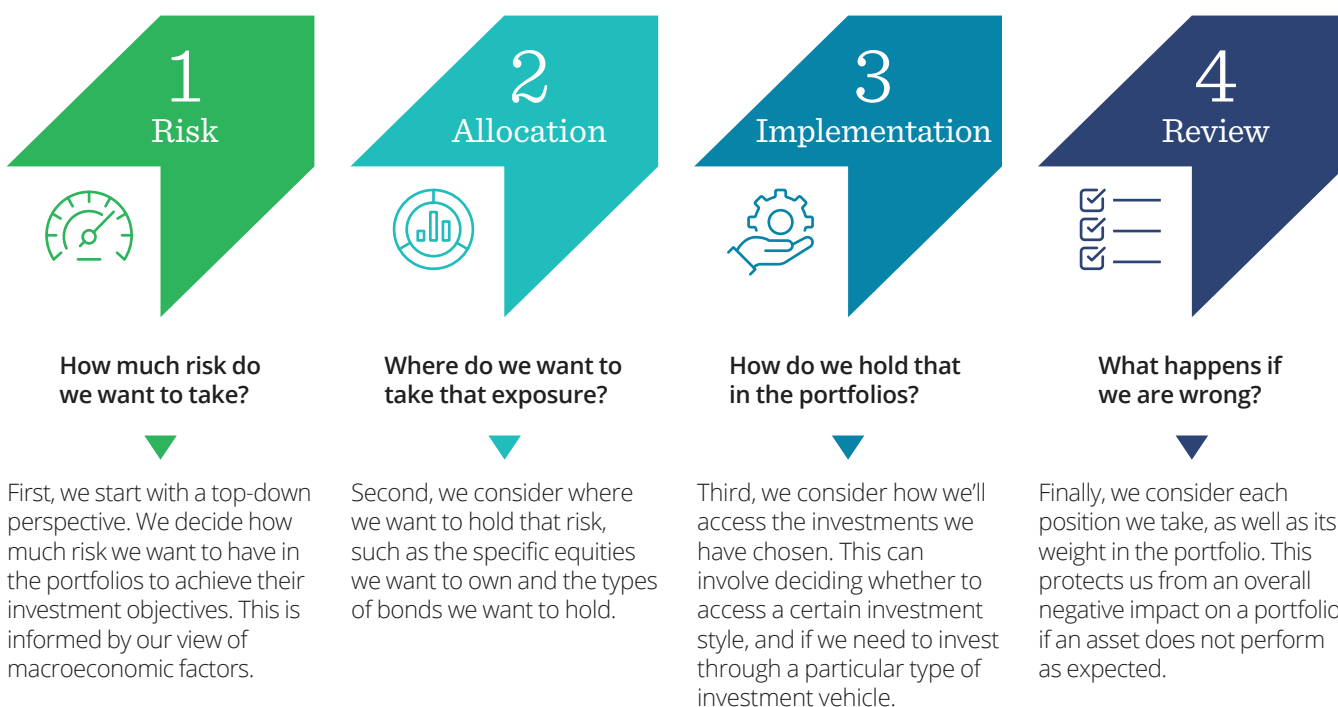 1
Risk
How much risk do
we want to take?
First, we start with a top-down
perspective. We decide how
much risk we want to have in
the portfolios to achieve their
investment objectives. This is
informed by our view of
macroeconomic factors.
2
Allocation
Where do we want to
take that exposure?
Second, we consider where
we want to hold that risk,
such as the specific equities
we want to own and the types
of bonds we want to hold.
3
Implementation
How do we hold that
in the portfolios?
Third, we consider how we’ll
access the investments we
have chosen. This can
involve deciding whether to
access a certain investment
style, and if we need to invest
through a particular type of
investment vehicle.
4
Review
What happens if
we are wrong?
Finally, we consider each
position we take, as well as its
weight in the portfolio. This
protects us from an overall
negative impact on a portfolio
if an asset does not perform
as expected.